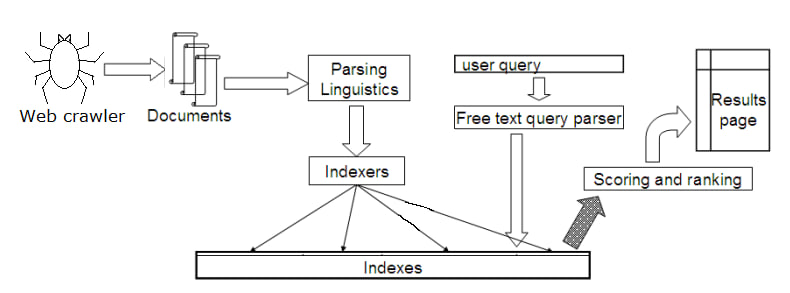 Web crawler
Documents
Parsing
Linguistics
Indexers
user query
Free text query parser
Indexes
Scoring and ranking
Results
page